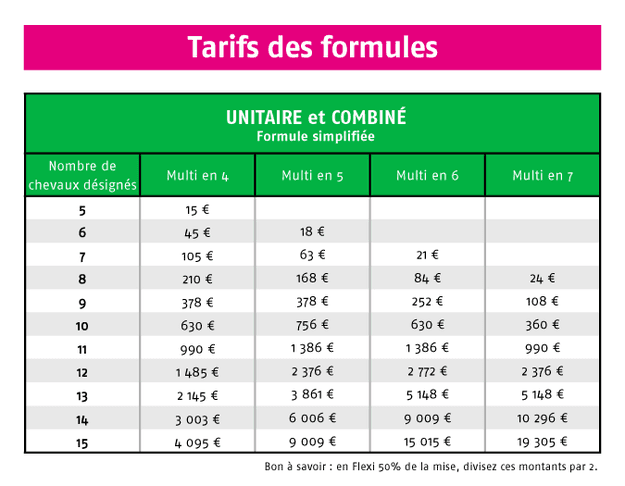 Tarifs des formules
UNITAIRE et COMBINÉ
Formule simplifiée
Nombre de
chevaux désignés
Multi en 4
Multi en 5
Multi en 6
Multi en 7
5 15 €
6 45 € 18 €
7 105 € 63 € 21 €
8 210 € 168 € 84 € 24 €
9 378 € 378 € 252 € 108 €
10 630 € 756 € 630 € 360 €
11 990 € 1 386 € 1 386 € 990 €
12 1 485 € 2 376 € 2 772 € 2 376 €
13 2 145 € 3 861 € 5 148 € 5 148 €
14 3 003 € 6 006 € 9 009 € 10 296 €
15 4 095 € 9 009 € 15 015 € 19 305 €
Bon à savoir : en Flexi 50% de la mise, divisez ces montants par 2.